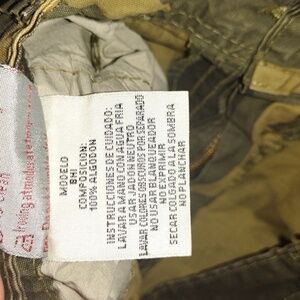 MODELO
BHI
COMPOSICION:
100% ALGODON
INSTRUCCIONES DE CUIDADO:
LAVAR A MANO CON AGUA FRIA
USAR JABON NEUTRO
LAVAR COLORES OSCUROS POR SEPARADO
NO USAR BLANQUEADOR
NO EXPRIMIR
SECAR COLGADO A LA SOMBRA
NO PLANCHAR